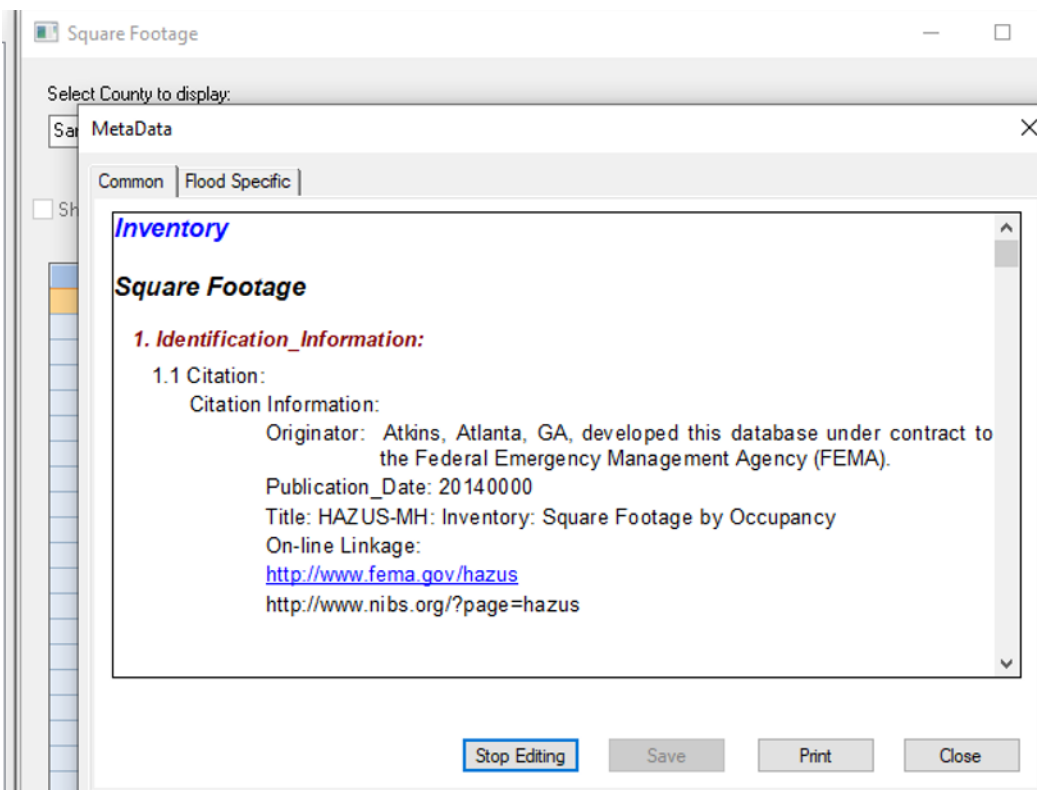 Square Footage
Select County to display:
MetaData
Common
Flood Specific
Inventory
Square Footage
1. Identification_Information:
1.1 Citation:
Citation Information:
Originator: Atkins, Atlanta, GA, developed this database under contract to
the Federal Emergency Management Agency (FEMA).
Publication_Date: 20140000
Title: HAZUS-MH: Inventory: Square Footage by Occupancy
On-line Linkage:
http://www.fema.gov/hazus
http://www.nibs.org/?page=hazus
Stop Editing
Save
Print
Close